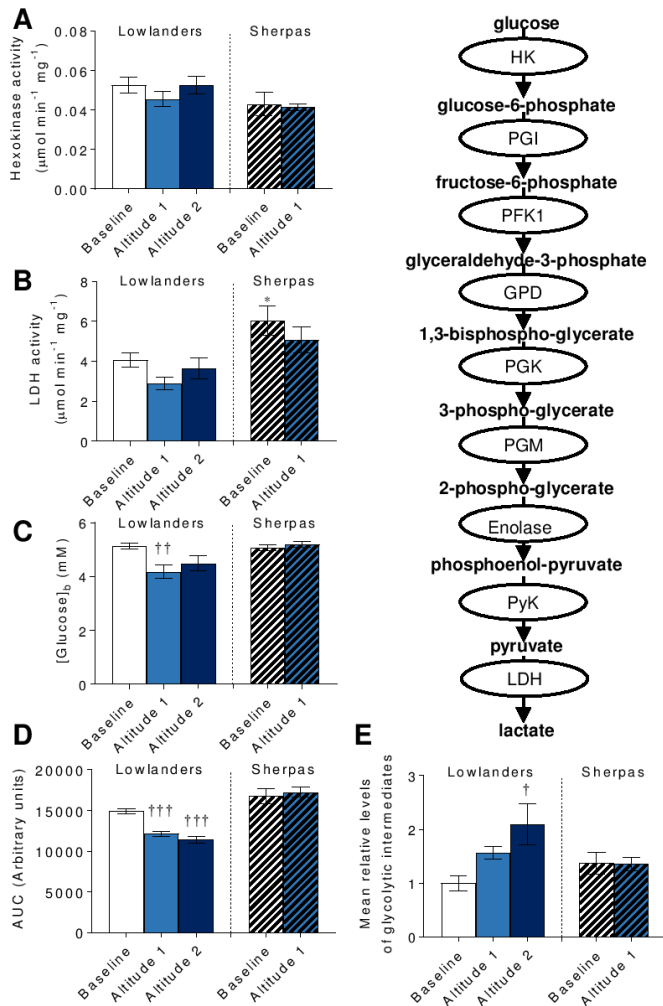 A
Lowlanders Sherpas
Hexokinase activity
(μmol min⁻¹ mg⁻¹)
0.08
0.06
0.04
0.02
0.00
Baseline
Altitude 1
Altitude 2
Baseline
Altitude 1
B
Lowlanders Sherpas
LDH activity
(μmol min⁻¹ mg⁻¹)
8
6
4
2
0
*
Baseline
Altitude 1
Altitude 2
Baseline
Altitude 1
C
Lowlanders Sherpas
[Glucose]b (mM)
6
4
2
0
††
Baseline
Altitude 1
Altitude 2
Baseline
Altitude 1
D
Lowlanders Sherpas
AUC (Arbitrary units)
20000
15000
10000
5000
0
†††
†††
Baseline
Altitude 1
Altitude 2
Baseline
Altitude 1
glucose
HK
glucose-6-phosphate
PGI
fructose-6-phosphate
PFK1
glyceraldehyde-3-phosphate
GPD
1,3-bisphospho-glycerate
PGK
3-phospho-glycerate
PGM
2-phospho-glycerate
Enolase
phosphoenol-pyruvate
PyK
pyruvate
LDH
lactate
E
Lowlanders Sherpas
Mean relative levels
of glycolytic intermediates
3
2
1
0
†
Baseline
Altitude 1
Altitude 2
Baseline
Altitude 1